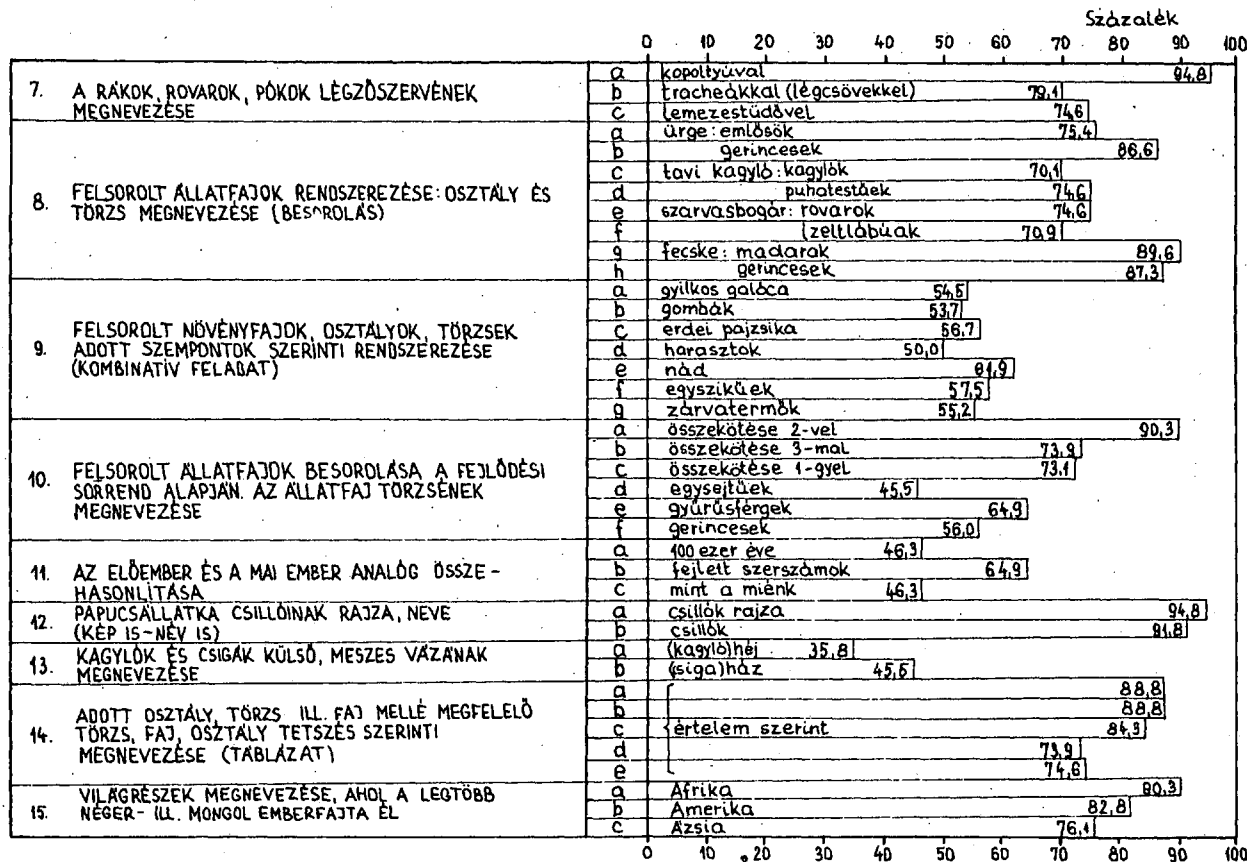 Százalék
0 10 20 30 40 50 60 70 80 90 100
7. A RÁKOK, ROVAROK, PÓKOK LÉGZŐSZERVÉNEK
MEGNEVEZÉSE
a kopoltyúval 94,8
b tracheákkal (légcsövekkel) 79,1
c lemezestüdővel 74,6
8. FELSOROLT ÁLLATFAJOK RENDSZEREZÉSE: OSZTÁLY ÉS
TÖRZS MEGNEVEZÉSE (BESOROLÁS)
a ürge: emlősök 75,4
b gerincesek 86,6
c tavi kagyló: kagylók 70,1
d puhatestűek 74,6
e szarvasbogár: rovarok 74,6
f ízeltlábúak 70,9
g fecske: madarak 89,6
h gerincesek 87,3
9. FELSOROLT NÖVÉNYFAJOK, OSZTÁLYOK, TÖRZSEK
ADOTT SZEMPONTOK SZERINTI RENDSZEREZÉSE
(KOMBINATÍV FELADAT)
a gyilkos galóca 54,5
b gombák 53,7
c erdei pajzsika 56,7
d harasztok 50,0
e nád 61,9
f egyszikűek 57,5
g zárvatermők 55,2
10. FELSOROLT ÁLLATFAJOK BESOROLÁSA A FEJLŐDÉSI
SORREND ALAPJÁN. AZ ÁLLATFAJ TÖRZSÉNEK
MEGNEVEZÉSE
a összekötése 2-vel 90,3
b összekötése 3-mal 73,9
c összekötése 1-gyel 73,1
d egysejtűek 45,5
e gyűrűsférgek 64,9
f gerincesek 56,0
11. AZ ELŐEMBER ÉS A MAI EMBER ANALÓG ÖSSZE-
HASONLÍTÁSA
a 100 ezer éve 46,3
b fejlett szerszámok 64,9
c mint a miénk 46,3
12. PAPUCSÁLLATKA CSILLÓINAK RAJZA, NEVE
(KÉP IS-NÉV IS)
a csillók rajza 94,8
b csillók 91,8
13. KAGYLÓK ÉS CSIGÁK KÜLSŐ, MESZES VÁZÁNAK
MEGNEVEZÉSE
a (kagyló)héj 35,8
b (csiga)ház 45,5
14. ADOTT OSZTÁLY, TÖRZS ILL. FAJ MELLÉ MEGFELELŐ
TÖRZS, FAJ, OSZTÁLY TETSZÉS SZERINTI
MEGNEVEZÉSE (TÁBLÁZAT)
a 88,8
b 88,8
c értelem szerint 84,3
d 73,9
e 74,6
15. VILÁGRÉSZEK MEGNEVEZÉSE, AHOL A LEGTÖBB
NÉGER- ILL. MONGOL EMBERFAJTA ÉL
a Afrika 90,3
b Amerika 82,8
c Ázsia 76,1
0 10 20 30 40 50 60 70 80 90 100